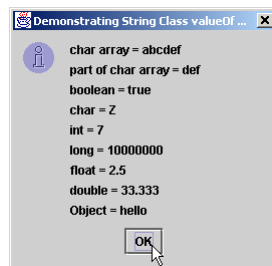 Demonstrating String Class valueOf ...
char array = abcdef
part of char array = def
boolean = true
char = Z
int = 7
long = 10000000
float = 2.5
double = 33.333
Object = hello
OK